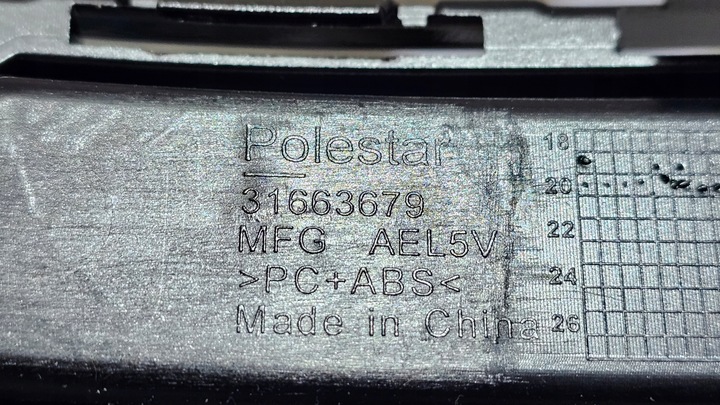 Polestar
31663679
MFG AEL5V
>PC+ABS<
Made in China
18
20
22
24
26